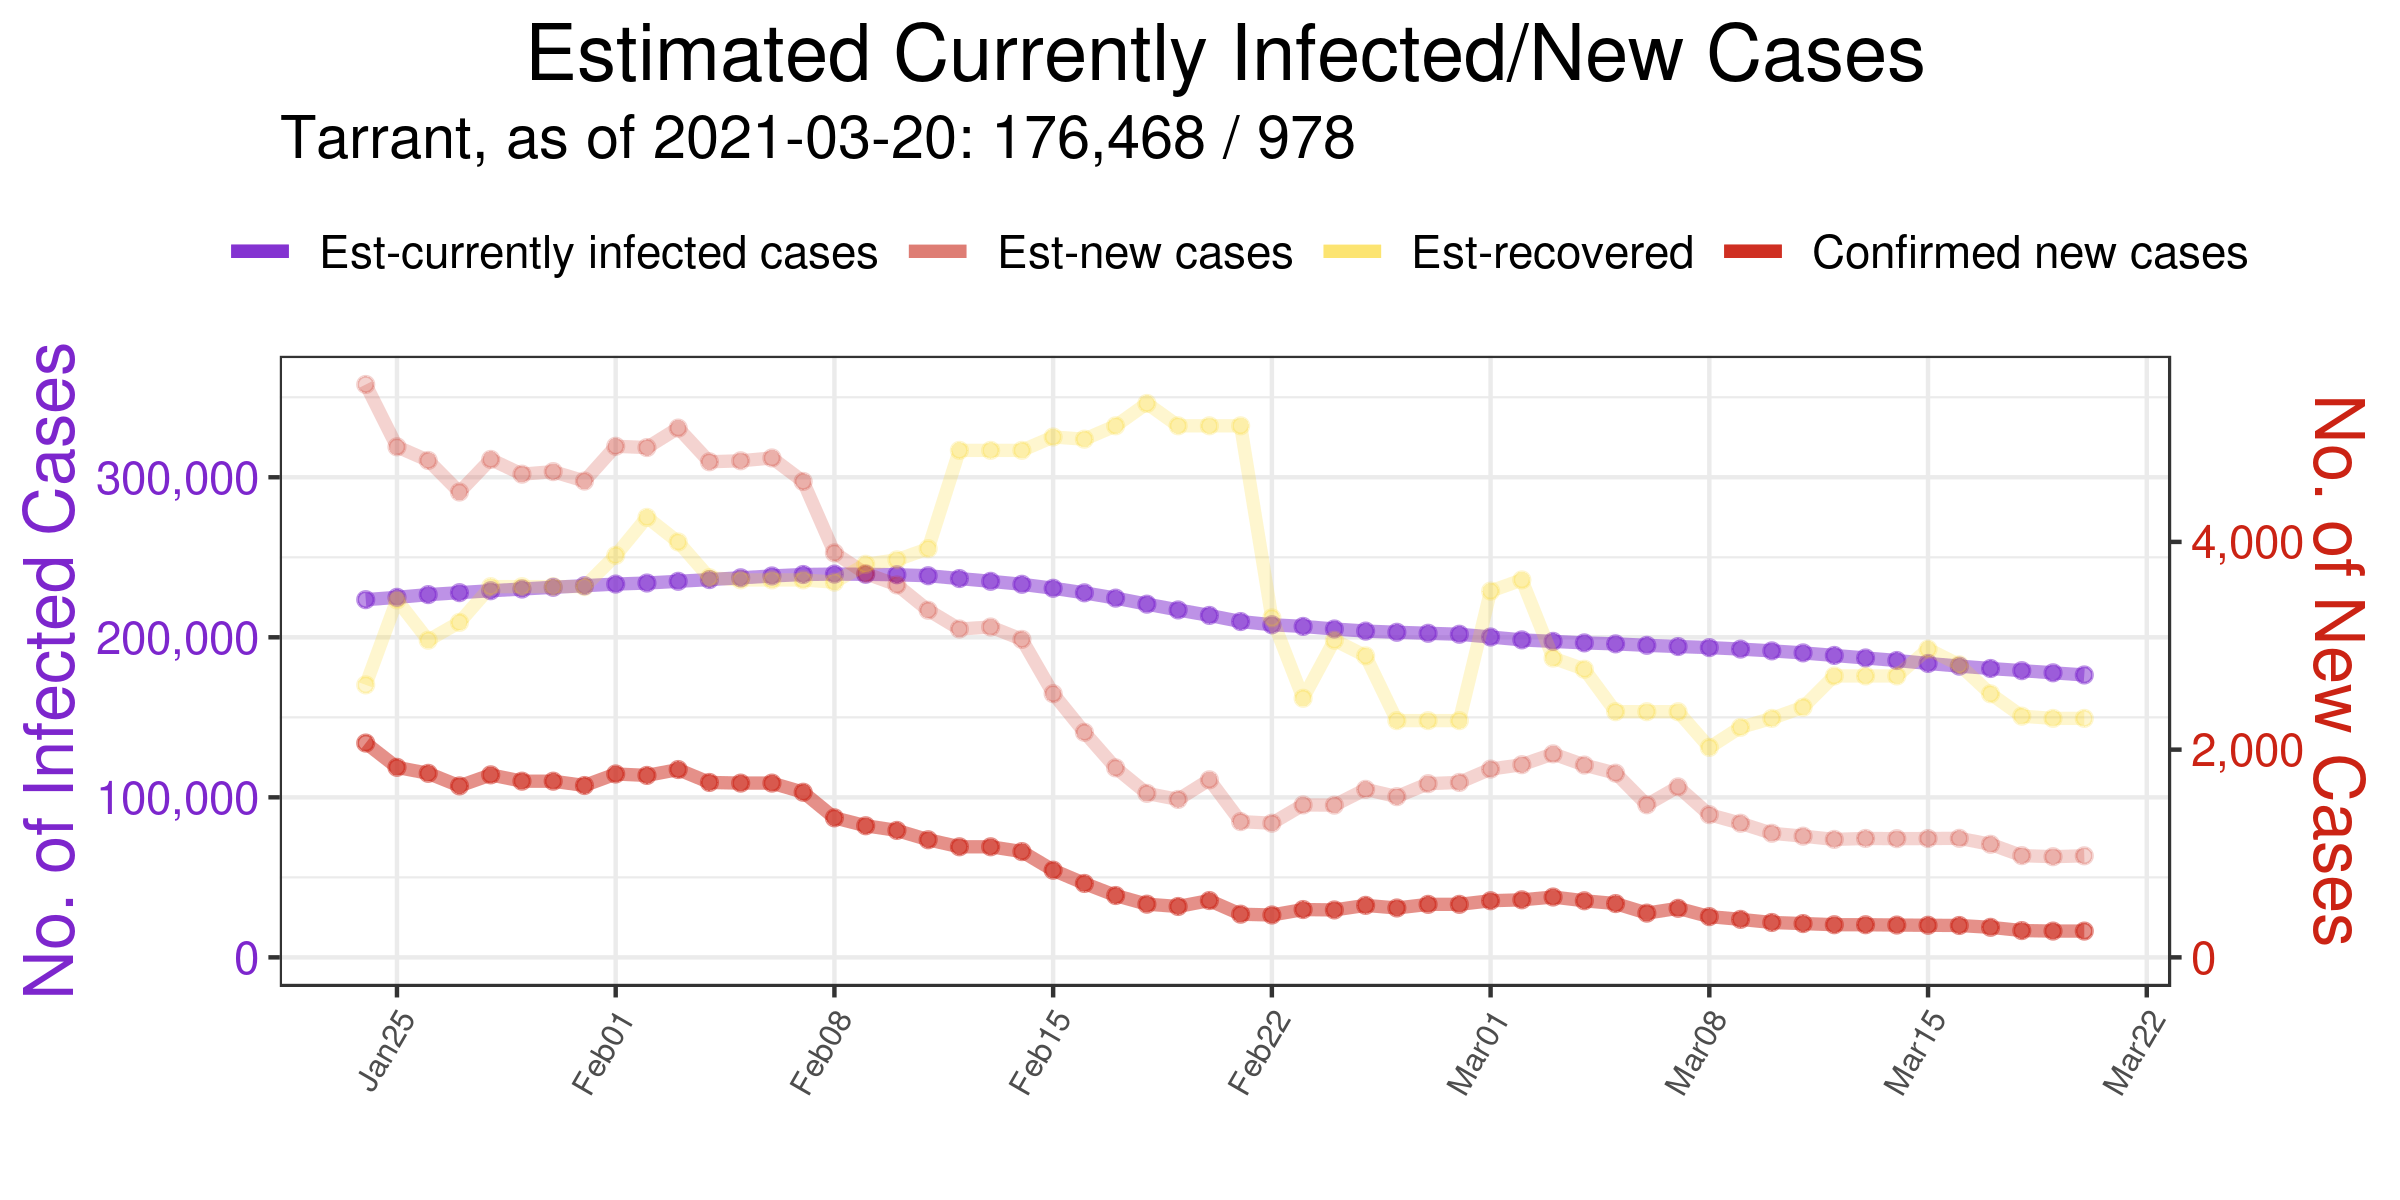 Estimated Currently Infected/New Cases
Tarrant, as of 2021-03-20: 176,468 / 978
Est-currently infected cases Est-new cases Est-recovered Confirmed new cases
No. of Infected Cases
300,000
200,000
100,000
0
4,000
2,000
0
No. of New Cases
Jan25 Feb01 Feb08 Feb15 Feb22 Mar01 Mar08 Mar15 Mar22